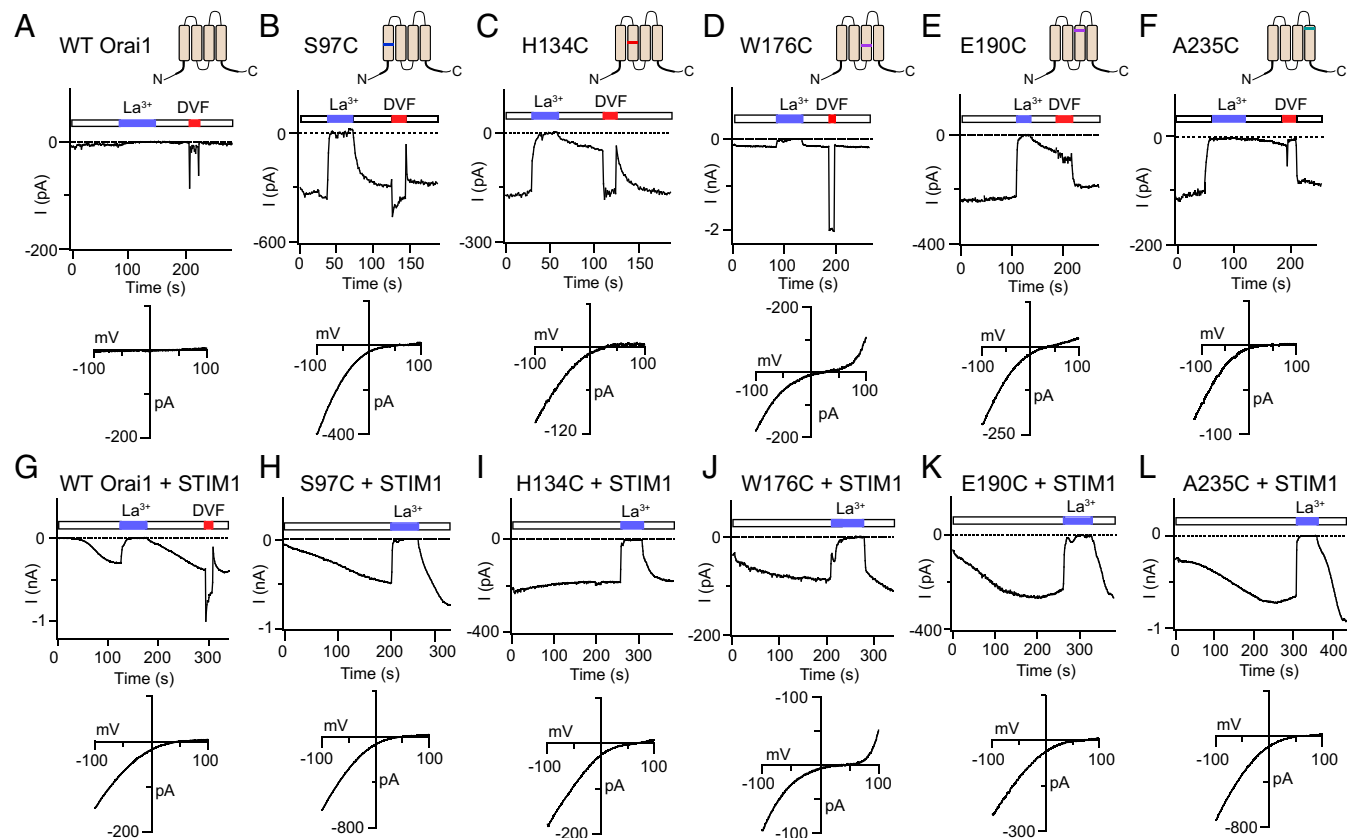 A
WT Orai1
N
C
La³⁺
DVF
0
-200
I (pA)
0
100
200
Time (s)
mV
-100
100
pA
-200
B
S97C
N
C
La³⁺
DVF
0
-600
I (pA)
0
50
100
150
Time (s)
mV
-100
100
pA
-400
C
H134C
N
C
La³⁺
DVF
0
-300
I (pA)
0
50
100
150
Time (s)
mV
-100
100
pA
-120
D
W176C
N
C
La³⁺
DVF
0
-2
I (nA)
0
100
200
Time (s)
-200
mV
-100
100
pA
-200
E
E190C
N
C
La³⁺
DVF
0
-400
I (pA)
0
100
200
Time (s)
mV
-100
100
pA
-250
F
A235C
N
C
La³⁺
DVF
0
-200
I (pA)
0
100
200
Time (s)
mV
-100
100
pA
-100
G
WT Orai1 + STIM1
La³⁺
DVF
0
-1
I (nA)
0
100
200
300
Time (s)
mV
-100
100
pA
-200
H
S97C + STIM1
La³⁺
0
-1
I (nA)
0
100
200
300
Time (s)
mV
-100
100
pA
-800
I
H134C + STIM1
La³⁺
0
-400
I (pA)
0
100
200
300
Time (s)
mV
-100
100
pA
-200
J
W176C + STIM1
La³⁺
0
-200
I (pA)
0
100
200
300
Time (s)
-100
mV
-100
100
pA
-100
K
E190C + STIM1
La³⁺
0
-400
I (pA)
0
100
200
300
Time (s)
mV
-100
100
pA
-300
L
A235C + STIM1
La³⁺
0
-1
I (nA)
0
100
200
300
400
Time (s)
mV
-100
100
pA
-800